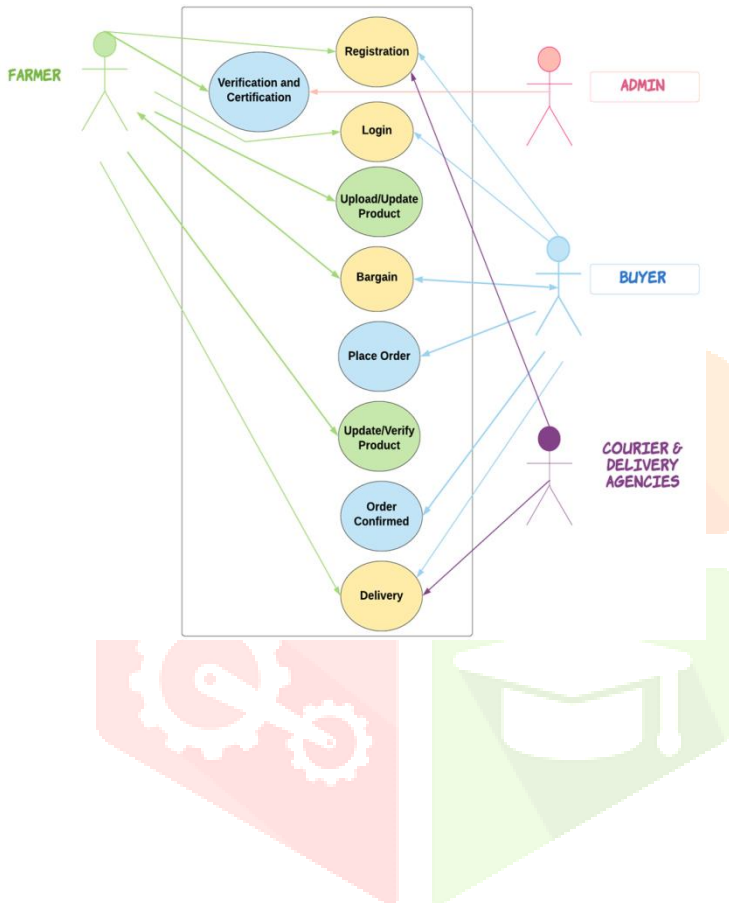 Registration
FARMER
Verification and
Certification
ADMIN
Login
Upload/Update
Product
Bargain
BUYER
Place Order
Update/Verify
Product
COURIER &
DELIVERY
AGENCIES
Order
Confirmed
Delivery